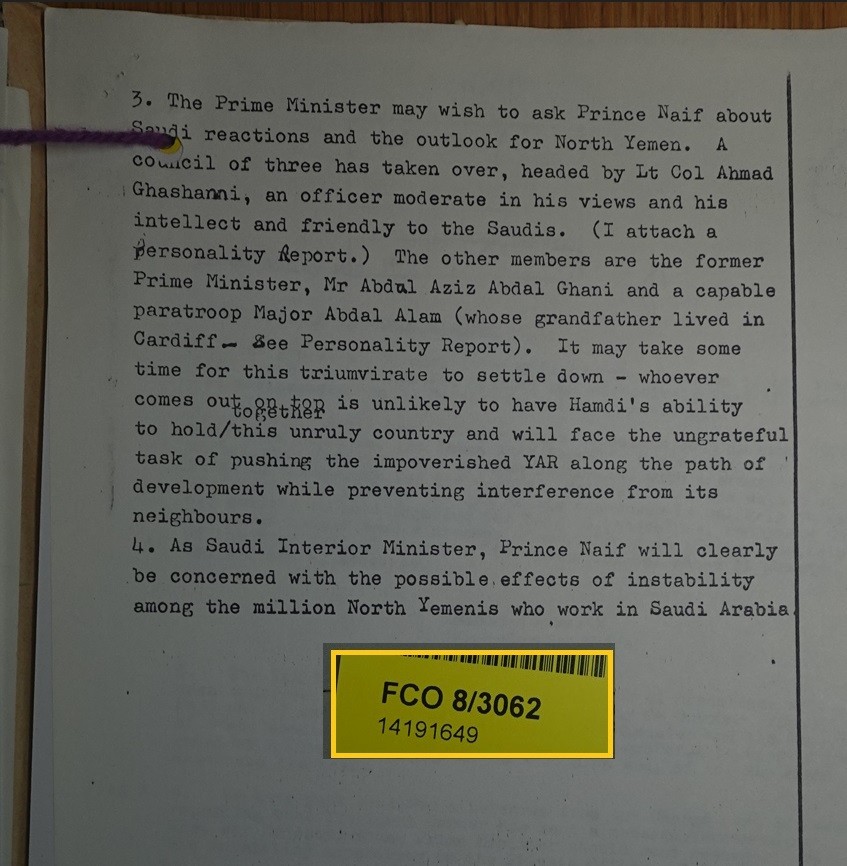 3. The Prime Minister may wish to ask Prince Naif about
Saudi reactions and the outlook for North Yemen. A
council of three has taken over, headed by Lt Col Ahmad
Ghashamni, an officer moderate in his views and his
intellect and friendly to the Saudis. (I attach a
personality Report.) The other members are the former
Prime Minister, Mr Abdul Aziz Abdal Ghani and a capable
paratroop Major Abdal Alam (whose grandfather lived in
Cardiff - See Personality Report). It may take some
time for this triumvirate to settle down - whoever
comes out on top is unlikely to have Hamdi's ability
together
to hold/this unruly country and will face the ungrateful
task of pushing the impoverished YAR along the path of
development while preventing interference from its
neighbours.
4. As Saudi Interior Minister, Prince Naif will clearly
be concerned with the possible effects of instability
among the million North Yemenis who work in Saudi Arabia.
FCO 8/3062
14191649